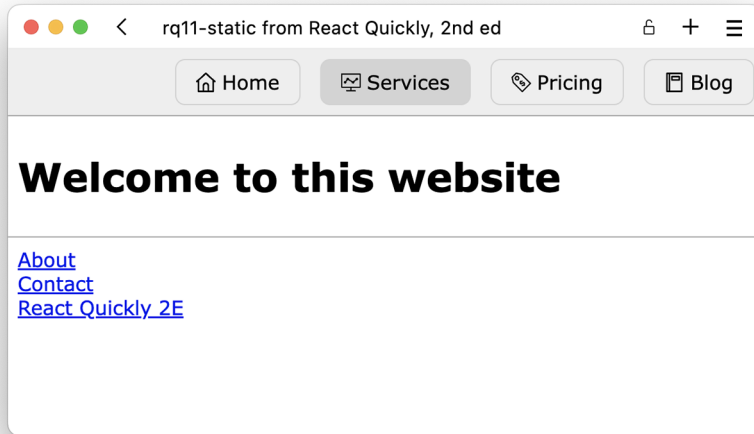 rq11-static from React Quickly, 2nd ed
Home Services Pricing Blog
Welcome to this website
About
Contact
React Quickly 2E